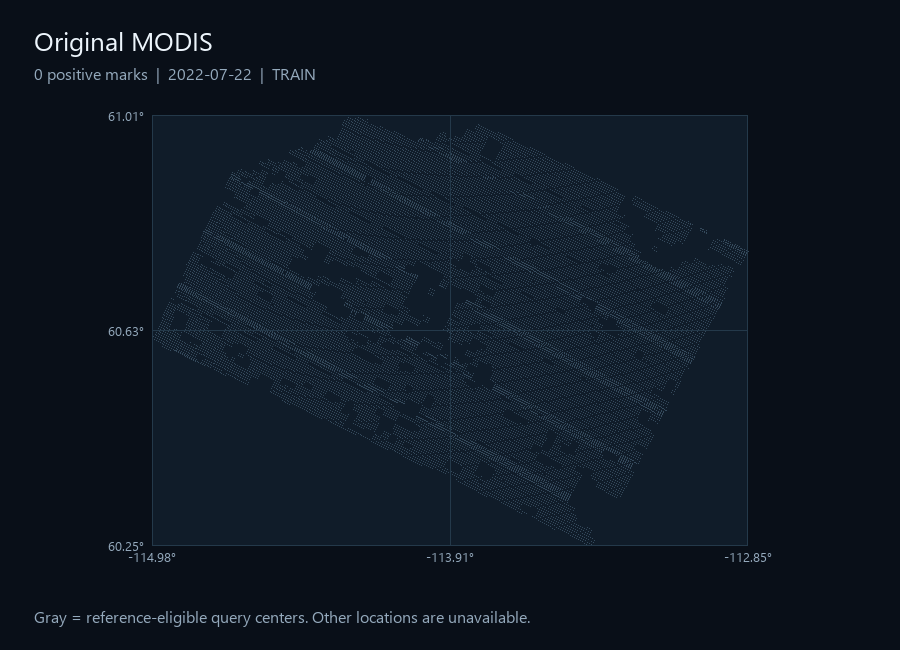 Original MODIS
0 positive marks | 2022-07-22 | TRAIN
61.01°
60.63°
60.25°
-114.98°
-113.91°
-112.85°
Gray = reference-eligible query centers. Other locations are unavailable.